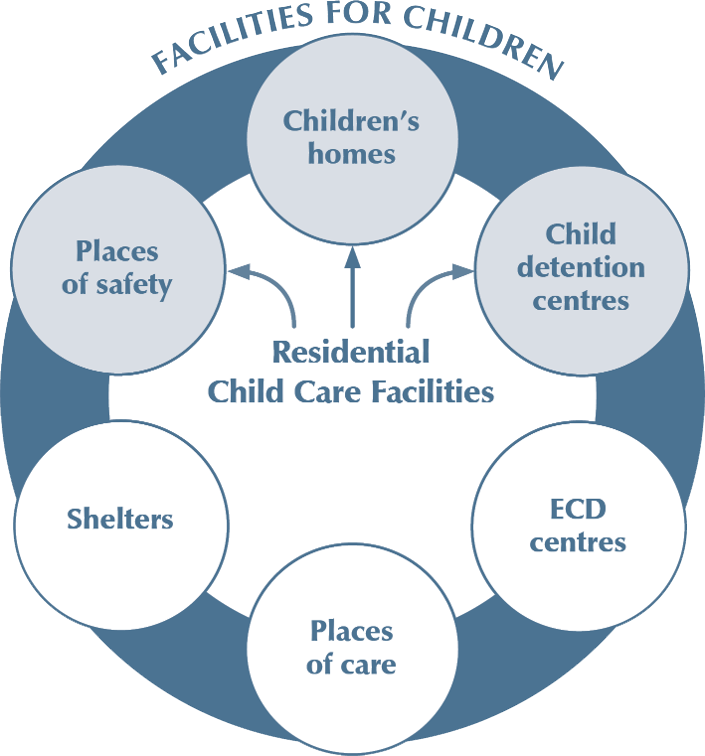 FACILITIES FOR CHILDREN
Children’s
homes
Places
of safety
Child
detention
centres
Residential
Child Care Facilities
Shelters
ECD
centres
Places
of care